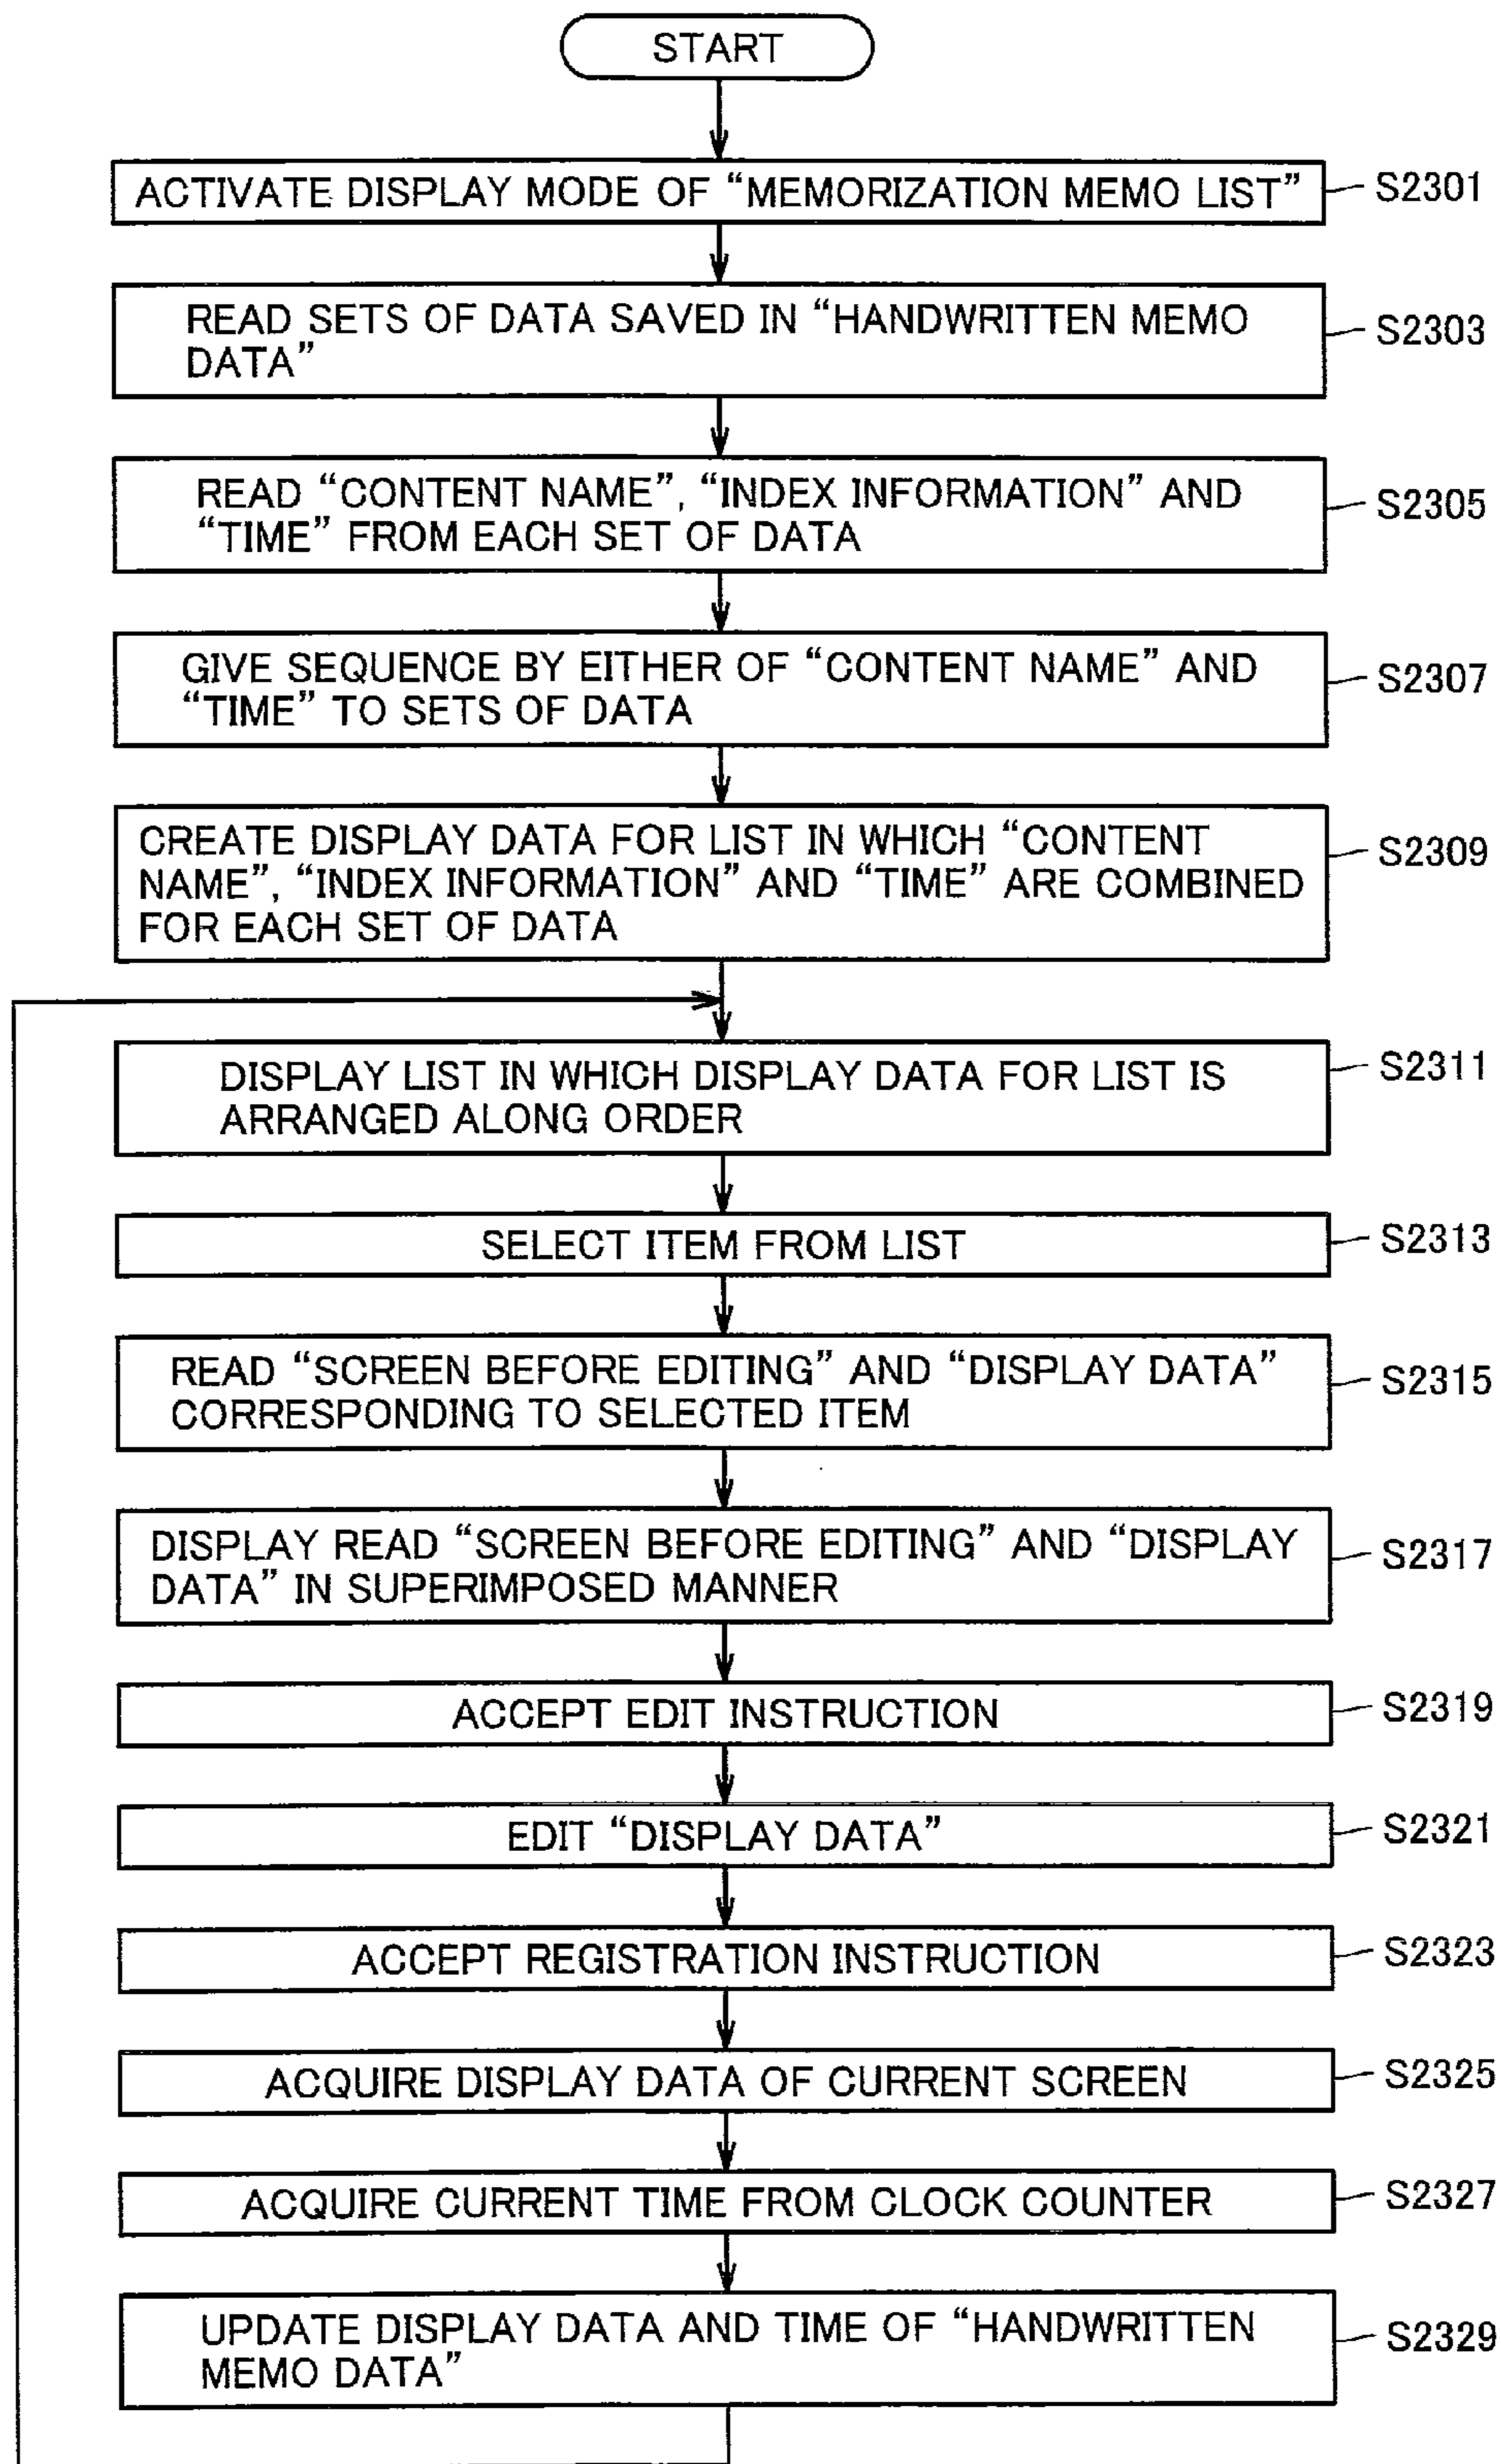 START
ACTIVATE DISPLAY MODE OF “MEMORIZATION MEMO LIST”
S2301
READ SETS OF DATA SAVED IN “HANDWRITTEN MEMO
DATA”
S2303
READ “CONTENT NAME”, “INDEX INFORMATION” AND
“TIME” FROM EACH SET OF DATA
S2305
GIVE SEQUENCE BY EITHER OF “CONTENT NAME” AND
“TIME” TO SETS OF DATA
S2307
CREATE DISPLAY DATA FOR LIST IN WHICH “CONTENT
NAME”, “INDEX INFORMATION” AND “TIME” ARE COMBINED
FOR EACH SET OF DATA
S2309
DISPLAY LIST IN WHICH DISPLAY DATA FOR LIST IS
ARRANGED ALONG ORDER
S2311
SELECT ITEM FROM LIST
S2313
READ “SCREEN BEFORE EDITING” AND “DISPLAY DATA”
CORRESPONDING TO SELECTED ITEM
S2315
DISPLAY READ “SCREEN BEFORE EDITING” AND “DISPLAY
DATA” IN SUPERIMPOSED MANNER
S2317
ACCEPT EDIT INSTRUCTION
S2319
EDIT “DISPLAY DATA”
S2321
ACCEPT REGISTRATION INSTRUCTION
S2323
ACQUIRE DISPLAY DATA OF CURRENT SCREEN
S2325
ACQUIRE CURRENT TIME FROM CLOCK COUNTER
S2327
UPDATE DISPLAY DATA AND TIME OF “HANDWRITTEN
MEMO DATA”
S2329